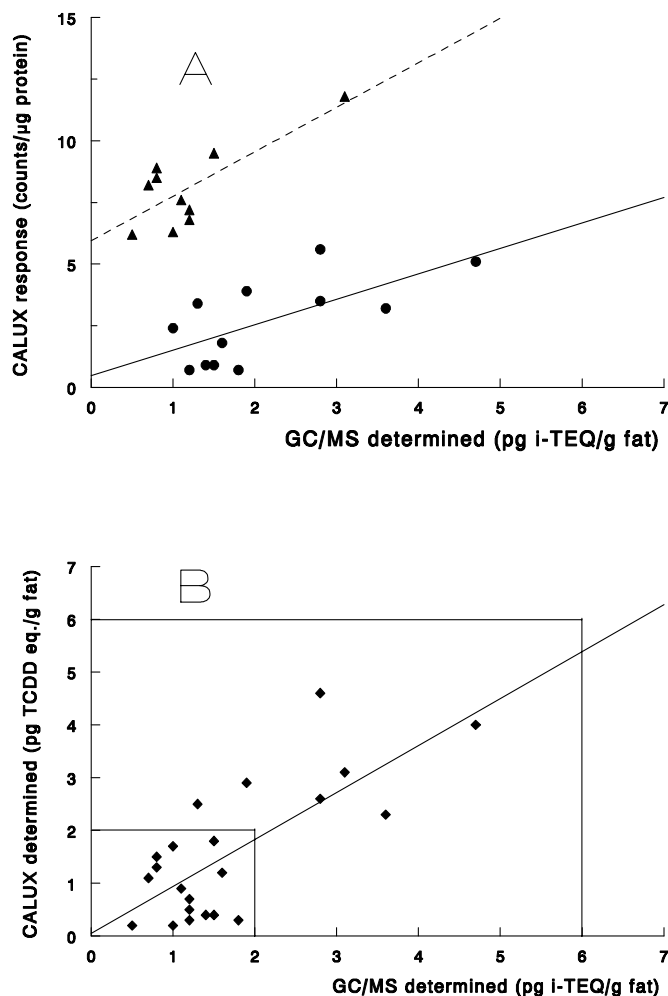 A
CALUX response (counts/µg protein)
15
10
5
0
0 1 2 3 4 5 6 7
GC/MS determined (pg i-TEQ/g fat)
B
CALUX determined (pg TCDD eq./g fat)
7
6
5
4
3
2
1
0
0 1 2 3 4 5 6 7
GC/MS determined (pg i-TEQ/g fat)